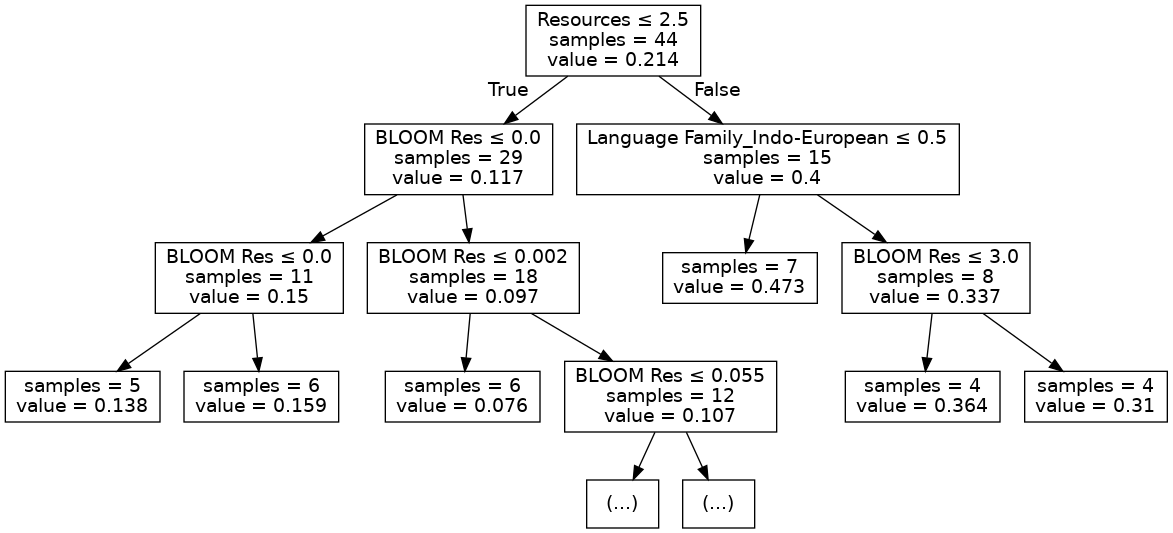 Resources ≤ 2.5
samples = 44
value = 0.214
True
False
BLOOM Res ≤ 0.0
samples = 29
value = 0.117
Language Family_Indo-European ≤ 0.5
samples = 15
value = 0.4
BLOOM Res ≤ 0.0
samples = 11
value = 0.15
BLOOM Res ≤ 0.002
samples = 18
value = 0.097
samples = 7
value = 0.473
BLOOM Res ≤ 3.0
samples = 8
value = 0.337
samples = 5
value = 0.138
samples = 6
value = 0.159
samples = 6
value = 0.076
BLOOM Res ≤ 0.055
samples = 12
value = 0.107
samples = 4
value = 0.364
samples = 4
value = 0.31
(...)
(...)